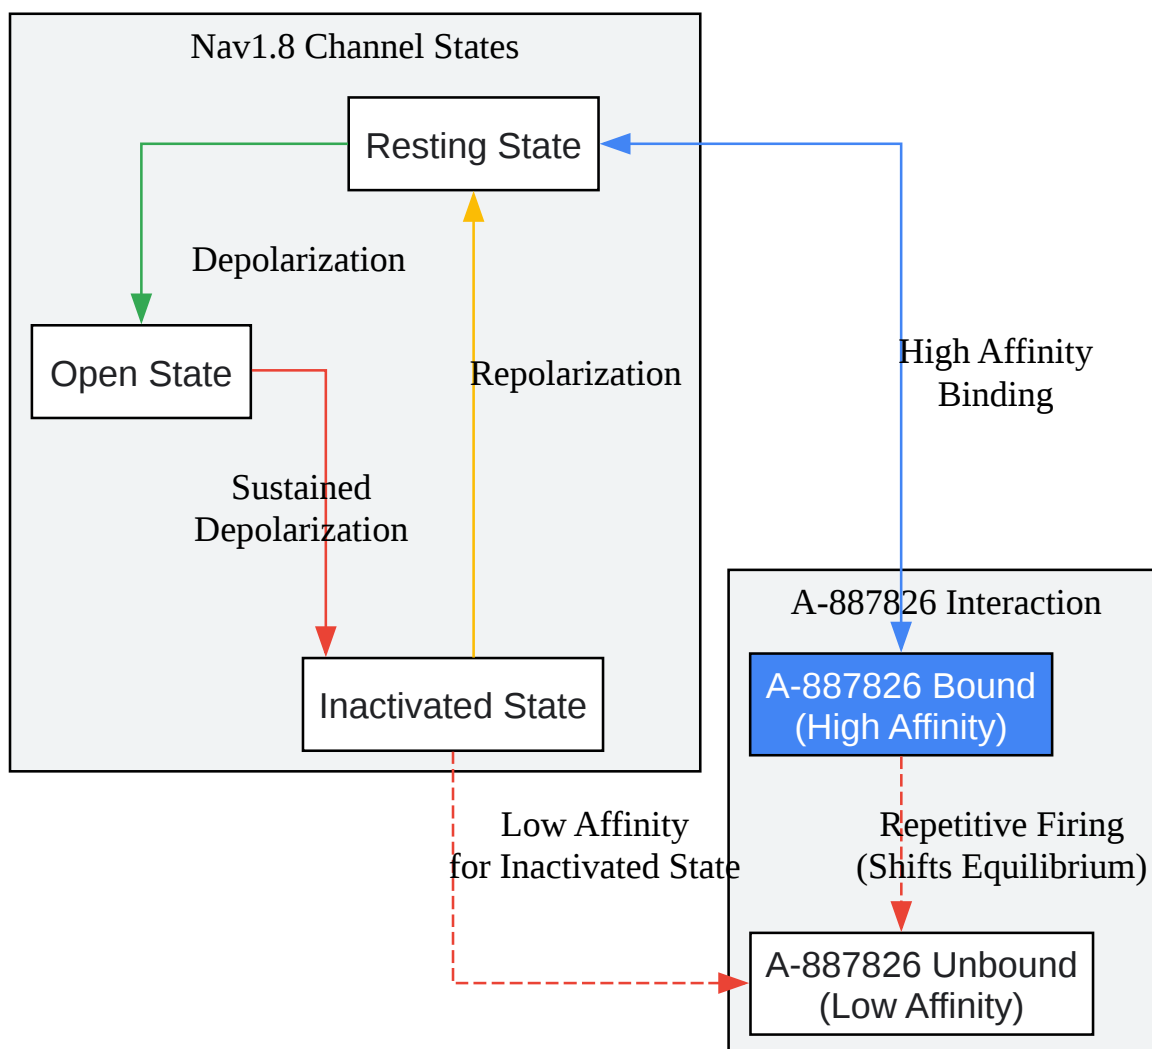 Nav1.8 Channel States
Resting State
Depolarization
Open State
Repolarization
High Affinity
Binding
Sustained
Depolarization
A-887826 Interaction
Inactivated State
A-887826 Bound
(High Affinity)
Low Affinity
for Inactivated State
Repetitive Firing
(Shifts Equilibrium)
A-887826 Unbound
(Low Affinity)